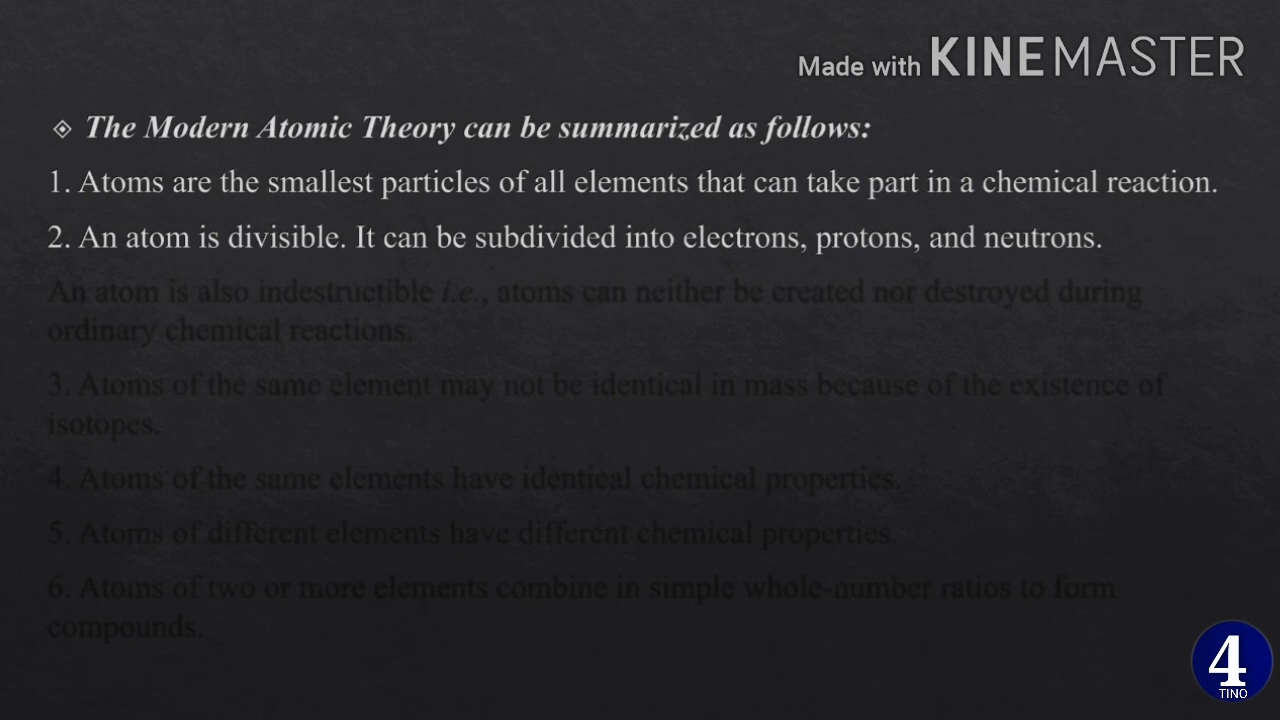 Made with KINEMASTER
The Modern Atomic Theory can be summarized as follows:
1. Atoms are the smallest particles of all elements that can take part in a chemical reaction.
2. An atom is divisible. It can be subdivided into electrons, protons, and neutrons.
An atom is also indestructible i.e., atoms can neither be created nor destroyed during
ordinary chemical reactions.
3. Atoms of the same element may not be identical in mass because of the existence of
isotopes.
4. Atoms of the same elements have identical chemical properties.
5. Atoms of different elements have different chemical properties.
6. Atoms of two or more elements combine in simple whole-number ratios to form
compounds.
4
TINO